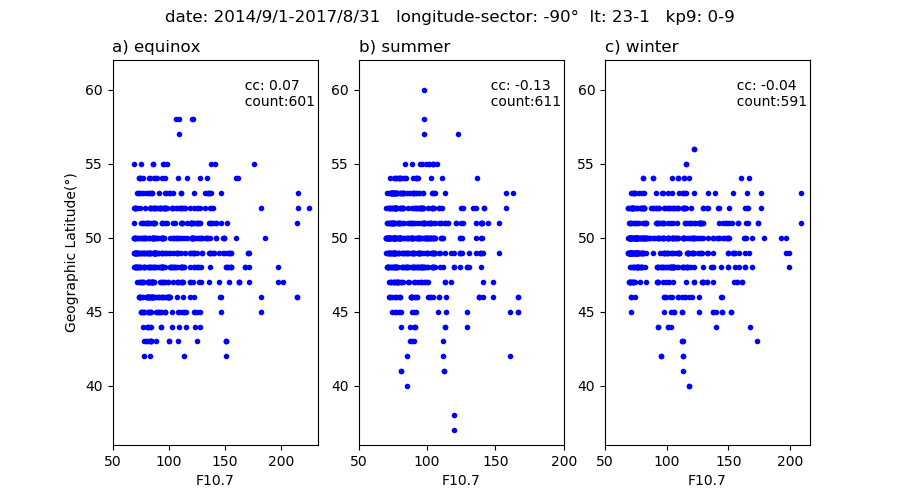 date: 2014/9/1-2017/8/31   longitude-sector: -90°  lt: 23-1   kp9: 0-9
a) equinox
b) summer
c) winter
cc: 0.07
count:601
cc: -0.13
count:611
cc: -0.04
count:591
Geographic Latitude(°)
60
55
50
45
40
60
55
50
45
40
60
55
50
45
40
50 100 150 200
50 100 150 200
50 100 150 200
F10.7
F10.7
F10.7